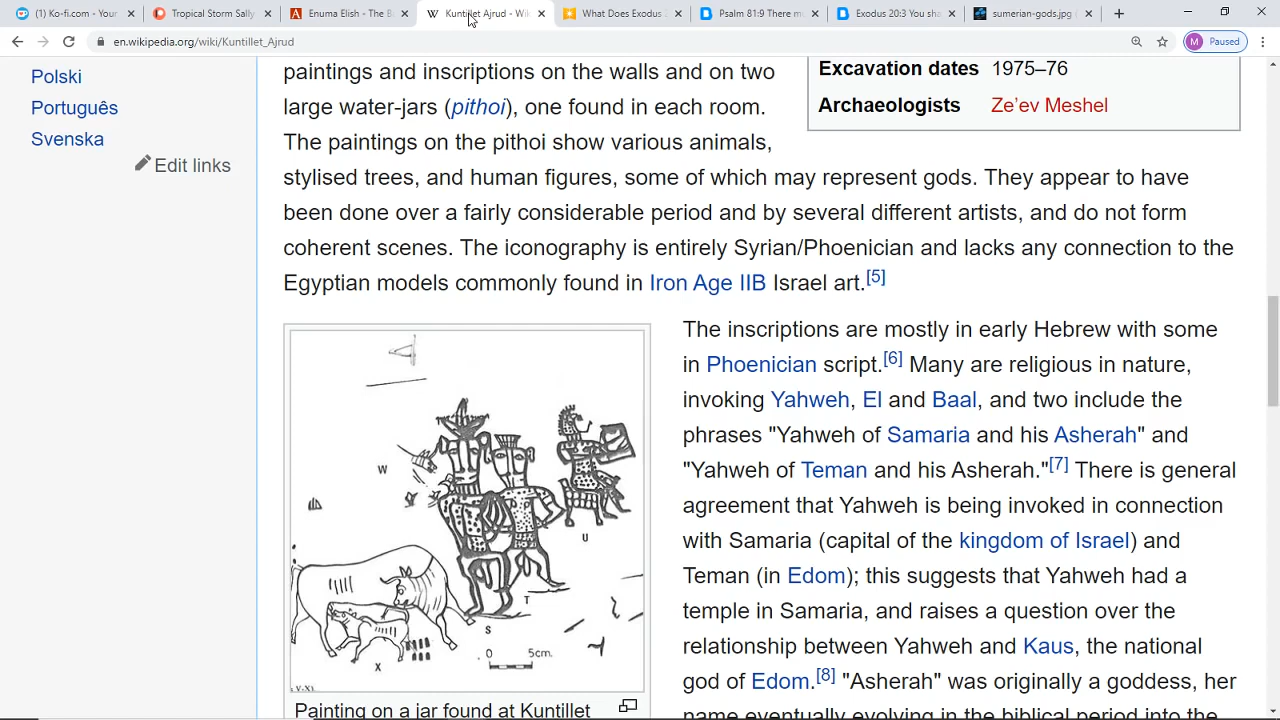 Ko-fi.com - Your
Tropical Storm Sally
Enuma Elish - The B
Kuntillet Ajrud - Wi
What Does Exodus
Psalm 81:9 There m
Exodus 20:3 You sha
sumerian-gods.jpg (
en.wikipedia.org/wiki/Kuntillet_Ajrud
M Paused
Polski
Português
Svenska
Edit links
paintings and inscriptions on the walls and on two
large water-jars (pithoi), one found in each room.
The paintings on the pithoi show various animals,
stylised trees, and human figures, some of which may represent gods. They appear to have
been done over a fairly considerable period and by several different artists, and do not form
coherent scenes. The iconography is entirely Syrian/Phoenician and lacks any connection to the
Egyptian models commonly found in Iron Age IIB Israel art.[5]
Excavation dates 1975–76
Archaeologists Ze'ev Meshel
W
U
T
S
X
0 5cm.
Painting on a jar found at Kuntillet
The inscriptions are mostly in early Hebrew with some
in Phoenician script.[6] Many are religious in nature,
invoking Yahweh, El and Baal, and two include the
phrases "Yahweh of Samaria and his Asherah" and
"Yahweh of Teman and his Asherah."[7] There is general
agreement that Yahweh is being invoked in connection
with Samaria (capital of the kingdom of Israel) and
Teman (in Edom); this suggests that Yahweh had a
temple in Samaria, and raises a question over the
relationship between Yahweh and Kaus, the national
god of Edom.[8] "Asherah" was originally a goddess, her
name eventually evolving in the biblical period into the